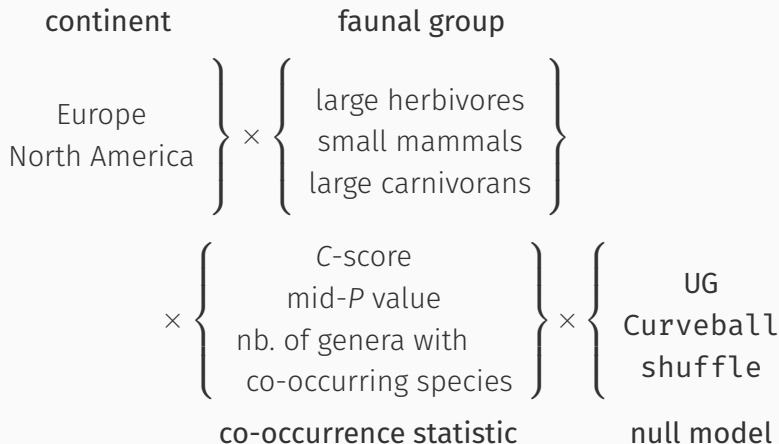 continent faunal group
Europe
North America
×
large herbivores
small mammals
large carnivorans
×
C-score
mid-P value
nb. of genera with
co-occurring species
×
UG
Curveball
shuffle
co-occurrence statistic null model